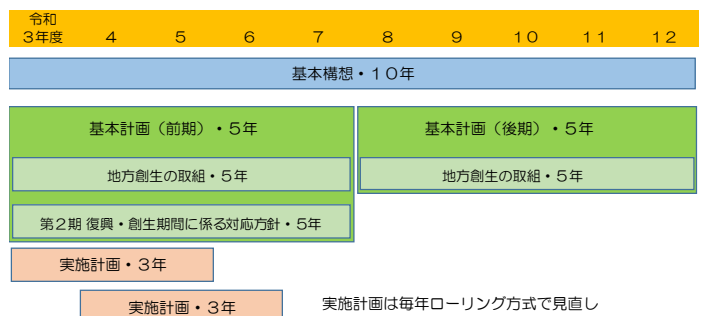 令和
3年度 4 5 6 7 8 9 10 11 12
基本構想・10年
基本計画（前期）・5年 基本計画（後期）・5年
地方創生の取組・5年 地方創生の取組・5年
第2期 復興・創生期間に係る対応方針・5年
実施計画・3年
実施計画・3年 実施計画は毎年ローリング方式で見直し